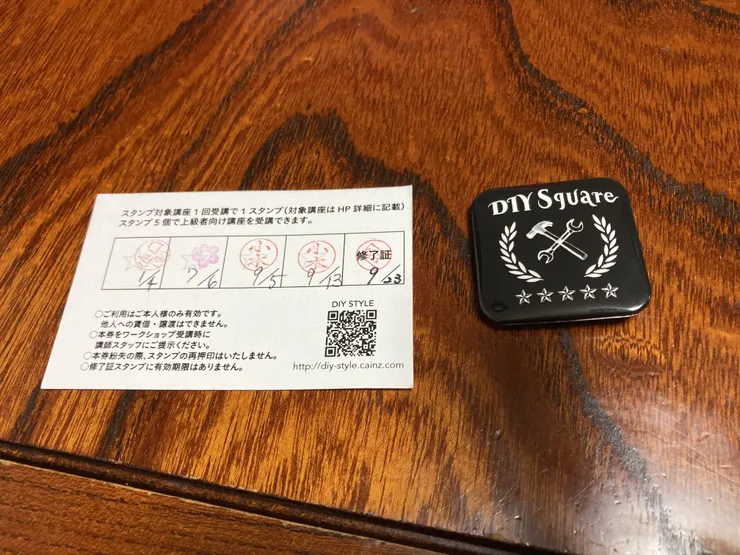 スタンプ対象講座1回受講で1スタンプ(対象講座はHP詳細に記載)
スタンプ5個で上級者向け講座を受講できます。
修了証
1/4 7/6 9/5 9/13 9/23
○ご利用はご本人様のみ有効です。
他人への賃借・譲渡はできません。
○本券をワークショップ受講時に
講師スタッフにご提示ください。
○本券紛失の際、スタンプの再押印はいたしません。
○修了証スタンプに有効期限はありません。
DIY STYLE
http://diy-style.cainz.com
DIY Square